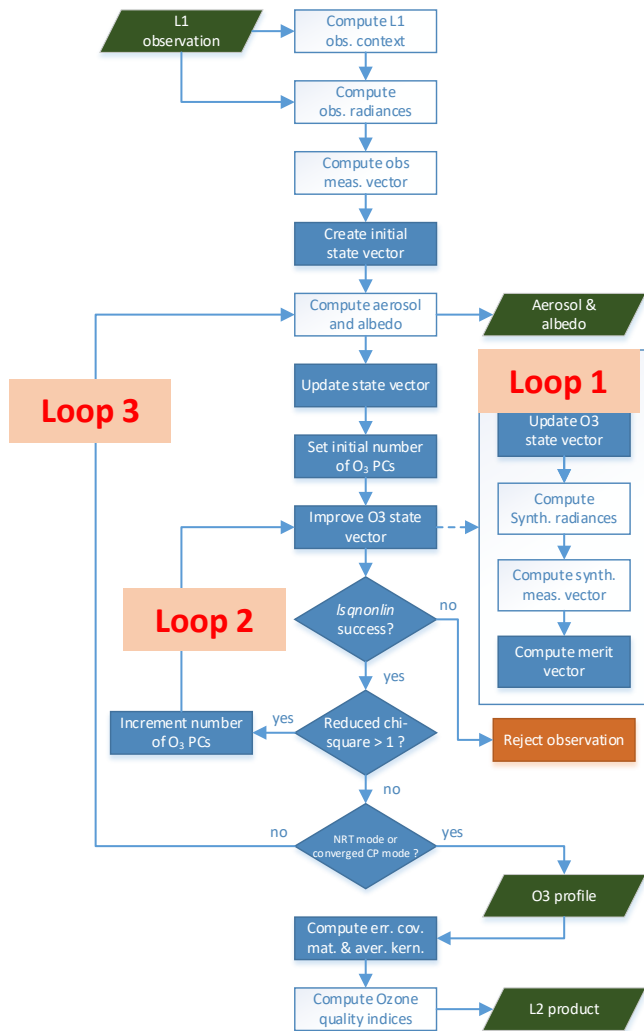 L1
observation
Compute L1
obs. context
Compute
obs. radiances
Compute obs
meas. vector
Create initial
state vector
Compute aerosol
and albedo
Aerosol &
albedo
Loop 3
Update state vector
Loop 1
Update O3
state vector
Set initial number
of O₃ PCs
Compute
Synth. radiances
Improve O3 state
vector
Compute synth.
meas. vector
Loop 2
lsqnonlin
success?
no
Compute merit
vector
yes
Increment number
of O₃ PCs
yes
Reduced chi-
square > 1 ?
Reject observation
no
no
NRT mode or
converged CP mode ?
yes
O3 profile
Compute err. cov.
mat. & aver. kern.
Compute Ozone
quality indices
L2 product